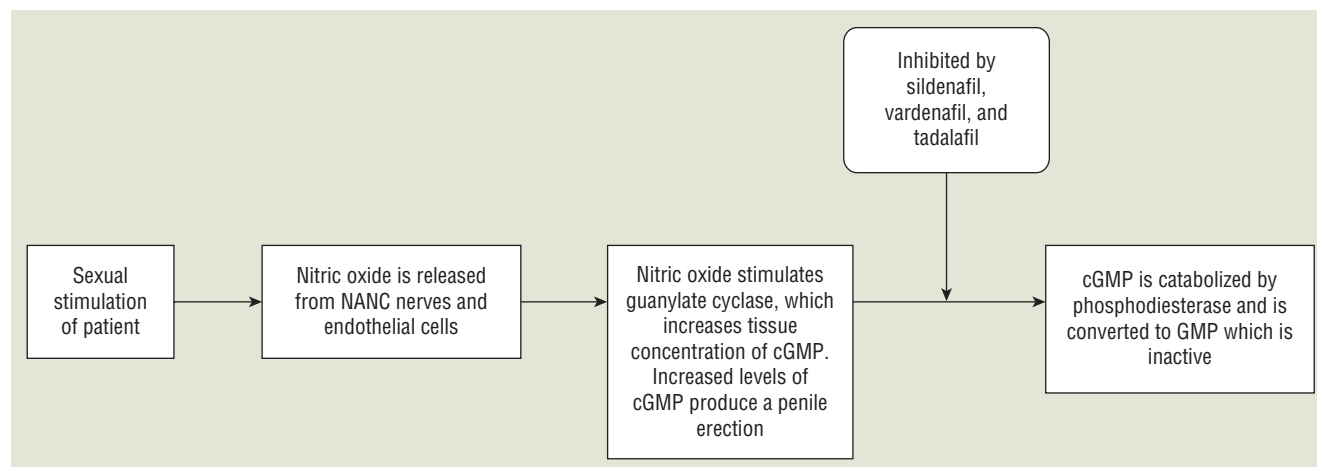 Inhibited by
sildenafil,
vardenafil, and
tadalafil
Sexual
stimulation
of patient
Nitric oxide is released
from NANC nerves and
endothelial cells
Nitric oxide stimulates
guanylate cyclase, which
increases tissue
concentration of cGMP.
Increased levels of
cGMP produce a penile
erection
cGMP is catabolized by
phosphodiesterase and is
converted to GMP which is
inactive